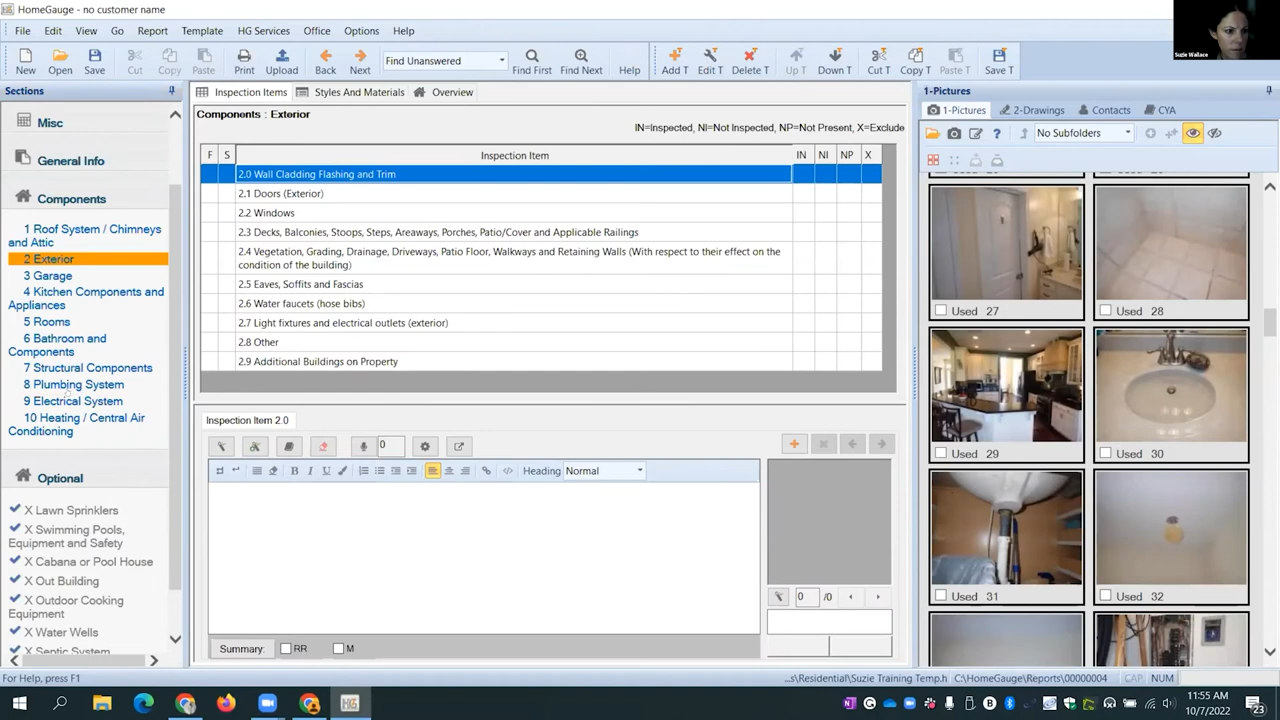 HomeGauge - no customer name
File Edit View Go Report Template HG Services Office Options Help
Suzie Wallace
New Open Save Cut Copy Paste Print Upload Back Next Find Unanswered Find First Find Next Help Add T Edit T Delete T Up T Down T Cut T Copy T Paste T Save T
Sections
Misc
General Info
Components
1 Roof System / Chimneys
and Attic
2 Exterior
3 Garage
4 Kitchen Components and
Appliances
5 Rooms
6 Bathroom and
Components
7 Structural Components
8 Plumbing System
9 Electrical System
10 Heating / Central Air
Conditioning
Optional
X Lawn Sprinklers
X Swimming Pools,
Equipment and Safety
X Cabana or Pool House
X Out Building
X Outdoor Cooking
Equipment
X Water Wells
X Septic System
Inspection Items Styles And Materials Overview
Components : Exterior
IN=Inspected, NI=Not Inspected, NP=Not Present, X=Exclude
F S Inspection Item IN NI NP X
2.0 Wall Cladding Flashing and Trim
2.1 Doors (Exterior)
2.2 Windows
2.3 Decks, Balconies, Stoops, Steps, Areaways, Porches, Patio/Cover and Applicable Railings
2.4 Vegetation, Grading, Drainage, Driveways, Patio Floor, Walkways and Retaining Walls (With respect to their effect on the
condition of the building)
2.5 Eaves, Soffits and Fascias
2.6 Water faucets (hose bibs)
2.7 Light fixtures and electrical outlets (exterior)
2.8 Other
2.9 Additional Buildings on Property
Inspection Item 2.0
0
B I U Heading Normal
0 /0
Summary: RR M
1-Pictures
1-Pictures 2-Drawings Contacts CYA
No Subfolders
Used 27 Used 28
Used 29 Used 30
Used 31 Used 32
For Help, press F1 ...s\Residential\Suzie Training Temp.h C:\HomeGauge\Reports\00000004 CAP NUM
11:55 AM
10/7/2022
23